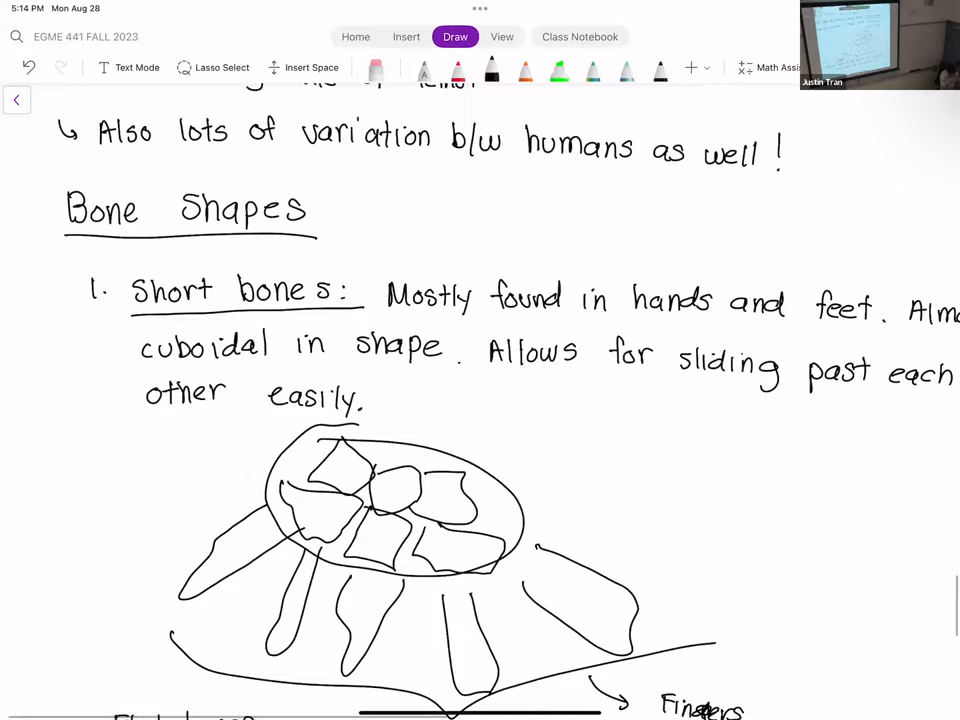 5:14 PM Mon Aug 28
EGME 441 FALL 2023
Home Insert Draw View Class Notebook
Text Mode Lasso Select Insert Space Math Assis
Justin Tran
↳ Also lots of variation b/w humans as well !
Bone Shapes
1. Short bones: Mostly found in hands and feet. Alm
cuboidal in shape. Allows for sliding past each
other easily.
Fingers